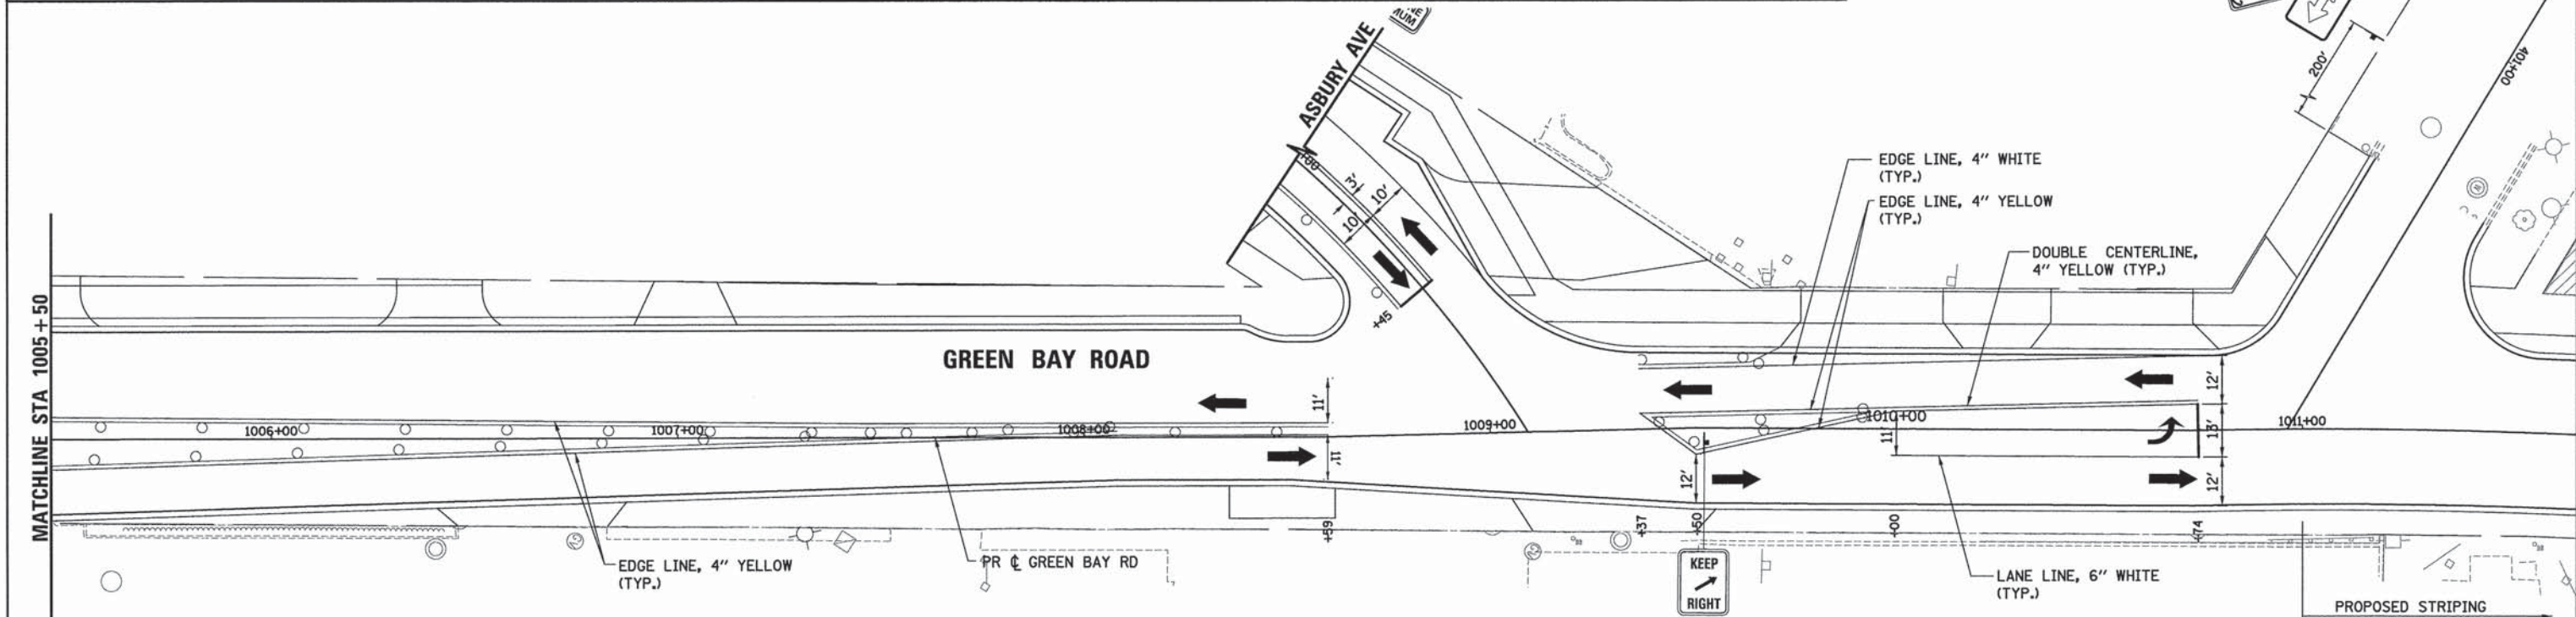 MATCHLINE STA 1005 + 50
GREEN BAY ROAD
ASBURY AVE
MUM
+00
3'
10'
10'
+45
1006+00
1007+00
1008+00
1009+00
1010+00
1011+00
401+00
200'
11'
11'
12'
11'
12'
13'
12'
+59
+37
+50
+00
+74
EDGE LINE, 4" WHITE
(TYP.)
EDGE LINE, 4" YELLOW
(TYP.)
DOUBLE CENTERLINE,
4" YELLOW (TYP.)
EDGE LINE, 4" YELLOW
(TYP.)
PR ℄ GREEN BAY RD
KEEP
RIGHT
LANE LINE, 6" WHITE
(TYP.)
PROPOSED STRIPING